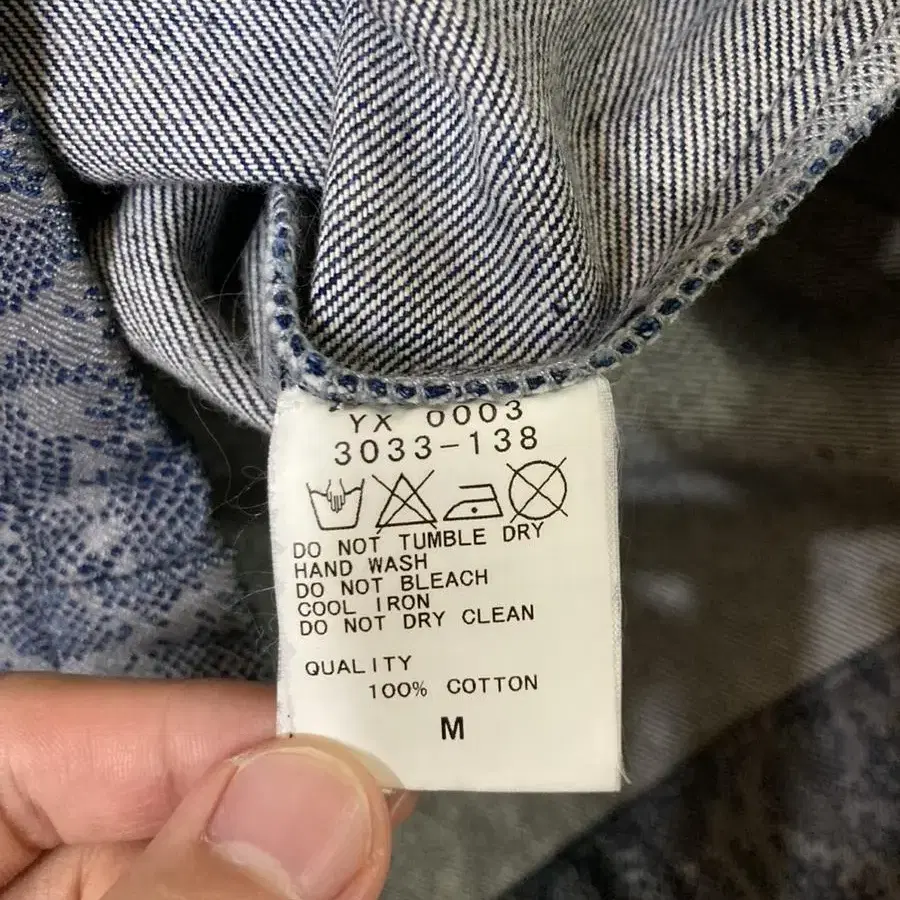 YX 0003
3033-138
DO NOT TUMBLE DRY
HAND WASH
DO NOT BLEACH
COOL IRON
DO NOT DRY CLEAN
QUALITY
100% COTTON
M